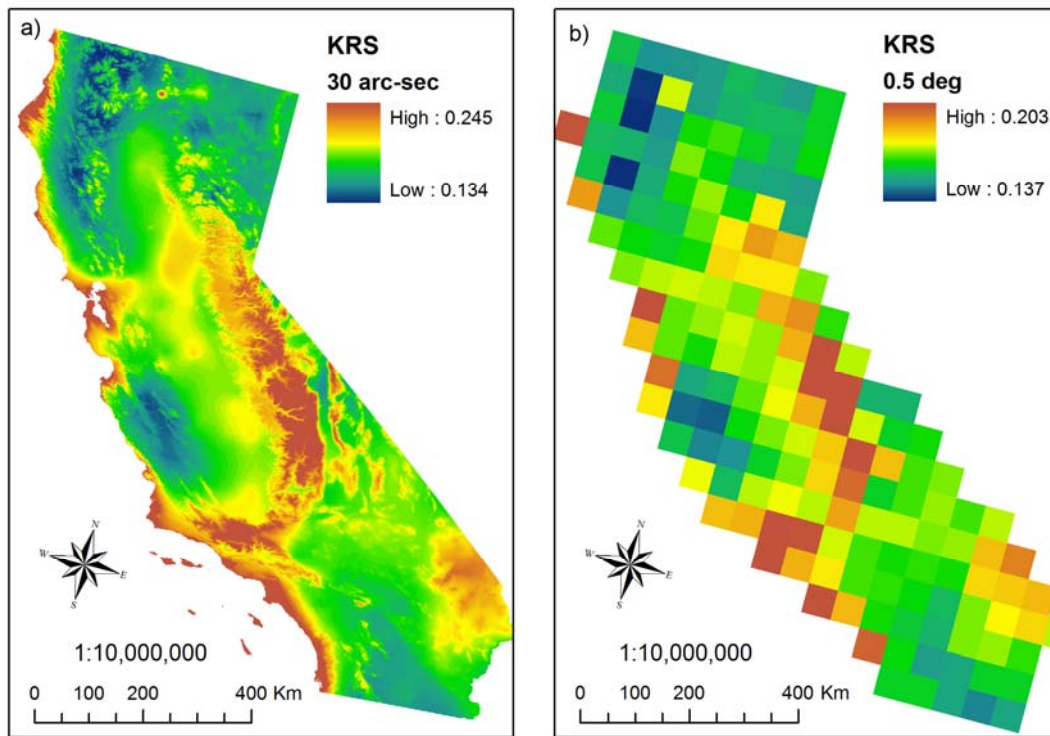 a)
KRS
30 arc-sec
High : 0.245
Low : 0.134
N
W
E
S
1:10,000,000
0 100 200 400 Km
b)
KRS
0.5 deg
High : 0.203
Low : 0.137
N
W
E
S
1:10,000,000
0 100 200 400 Km